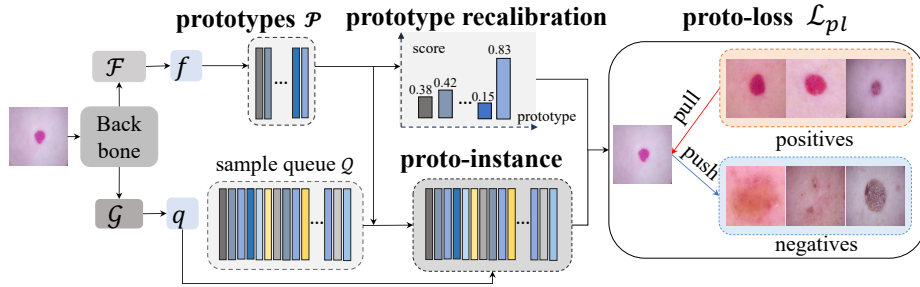 prototypes 𝒫
prototype recalibration
proto-loss ℒ_pl
ℱ
f
...
score
0.38
0.42
...
0.15
0.83
prototype
Back
bone
pull
positives
push
negatives
sample queue 𝒬
proto-instance
𝒢
q
...
...